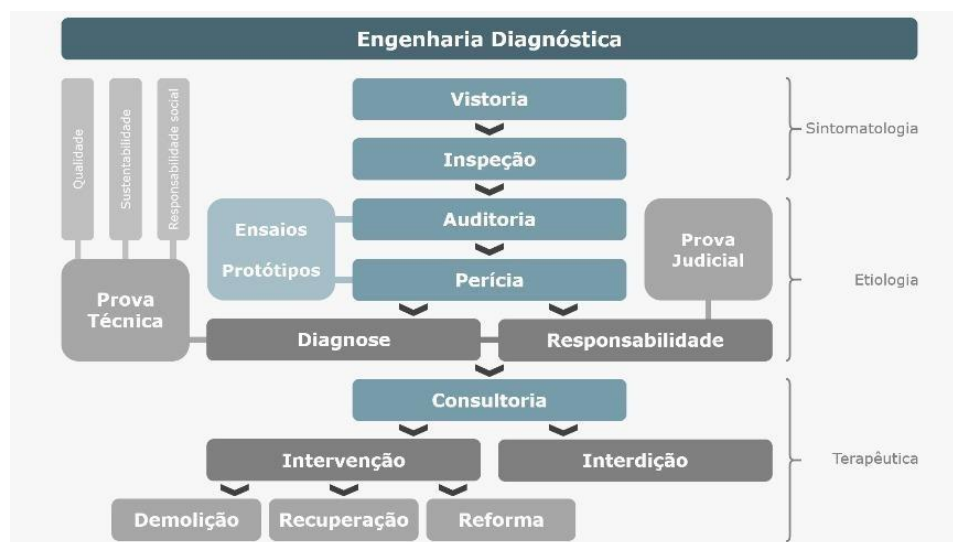 Engenharia Diagnóstica
Qualidade
Sustentabilidade
Responsabilidade social
Vistoria
Sintomatologia
Inspeção
Ensaios
Protótipos
Auditoria
Prova
Judicial
Perícia
Etiologia
Prova
Técnica
Diagnose
Responsabilidade
Consultoria
Intervenção
Interdição
Terapêutica
Demolição
Recuperação
Reforma